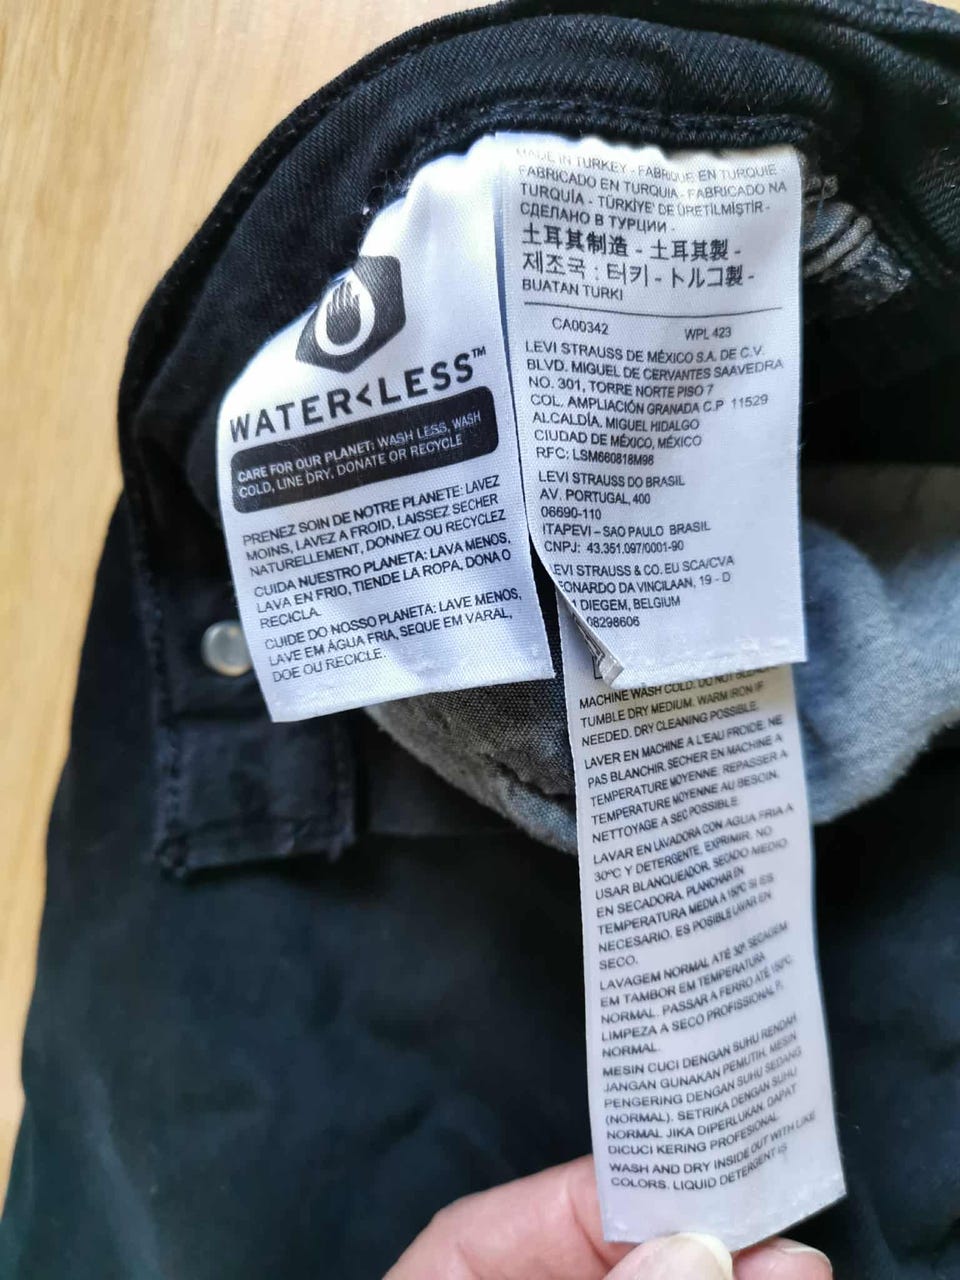 WATER<LESS™
CARE FOR OUR PLANET: WASH LESS, WASH
COLD, LINE DRY, DONATE OR RECYCLE
PRENEZ SOIN DE NOTRE PLANETE: LAVEZ
MOINS, LAVEZ A FROID, LAISSEZ SECHER
NATURELLEMENT, DONNEZ OU RECYCLEZ
CUIDA NUESTRO PLANETA: LAVA MENOS,
LAVA EN FRIO, TIENDE LA ROPA, DONA O
RECICLA.
CUIDE DO NOSSO PLANETA: LAVE MENOS,
LAVE EM ÁGUA FRIA, SEQUE EM VARAL,
DOE OU RECICLE.
MADE IN TURKEY - FABRIQUE EN TURQUIE
FABRICADO EN TURQUIA - FABRICADO NA
TURQUÍA - TÜRKİYE' DE ÜRETİLMİŞTİR -
СДЕЛАНО В ТУРЦИИ -
土耳其制造 - 土耳其製 -
제조국 : 터키 - トルコ製 -
BUATAN TURKI
CA00342 WPL 423
LEVI STRAUSS DE MÉXICO S.A. DE C.V.
BLVD. MIGUEL DE CERVANTES SAAVEDRA
NO. 301, TORRE NORTE PISO 7
COL. AMPLIACIÓN GRANADA C.P 11529
ALCALDÍA. MIGUEL HIDALGO
CIUDAD DE MÉXICO, MÉXICO
RFC: LSM660818M98
LEVI STRAUSS DO BRASIL
AV. PORTUGAL, 400
06690-110
ITAPEVI – SAO PAULO BRASIL
CNPJ: 43.351.097/0001-90
LEVI STRAUSS & CO. EU SCA/CVA
EONARDO DA VINCILAAN, 19 - D
DIEGEM, BELGIUM
08298606
MACHINE WASH COLD. DO NOT
TUMBLE DRY MEDIUM. WARM IRON IF
NEEDED. DRY CLEANING POSSIBLE.
LAVER EN MACHINE A L'EAU FROIDE. NE
PAS BLANCHIR. SECHER EN MACHINE A
TEMPERATURE MOYENNE. REPASSER A
TEMPERATURE MOYENNE AU BESOIN.
NETTOYAGE A SEC POSSIBLE.
LAVAR EN LAVADORA CON AGUA FRIA A
30ºC Y DETERGENTE, EXPRIMIR. NO
USAR BLANQUEADOR. SECADO MEDIO
EN SECADORA. PLANCHAR EN
TEMPERATURA MEDIA A 150ºC SI ES
NECESARIO. ES POSIBLE LAVAR EN
SECO.
LAVAGEM NORMAL ATÉ 30º. SECAGEM
EM TAMBOR EM TEMPERATURA
NORMAL. PASSAR A FERRO ATÉ 150ºC.
LIMPEZA A SECO PROFISSIONAL P.
NORMAL.
MESIN CUCI DENGAN SUHU RENDAH
JANGAN GUNAKAN PEMUTIH. MESIN
PENGERING DENGAN SUHU SEDANG
(NORMAL). SETRIKA DENGAN SUHU
NORMAL JIKA DIPERLUKAN. DAPAT
DICUCI KERING PROFESIONAL
WASH AND DRY INSIDE OUT WITH LIKE
COLORS. LIQUID DETERGENT IS